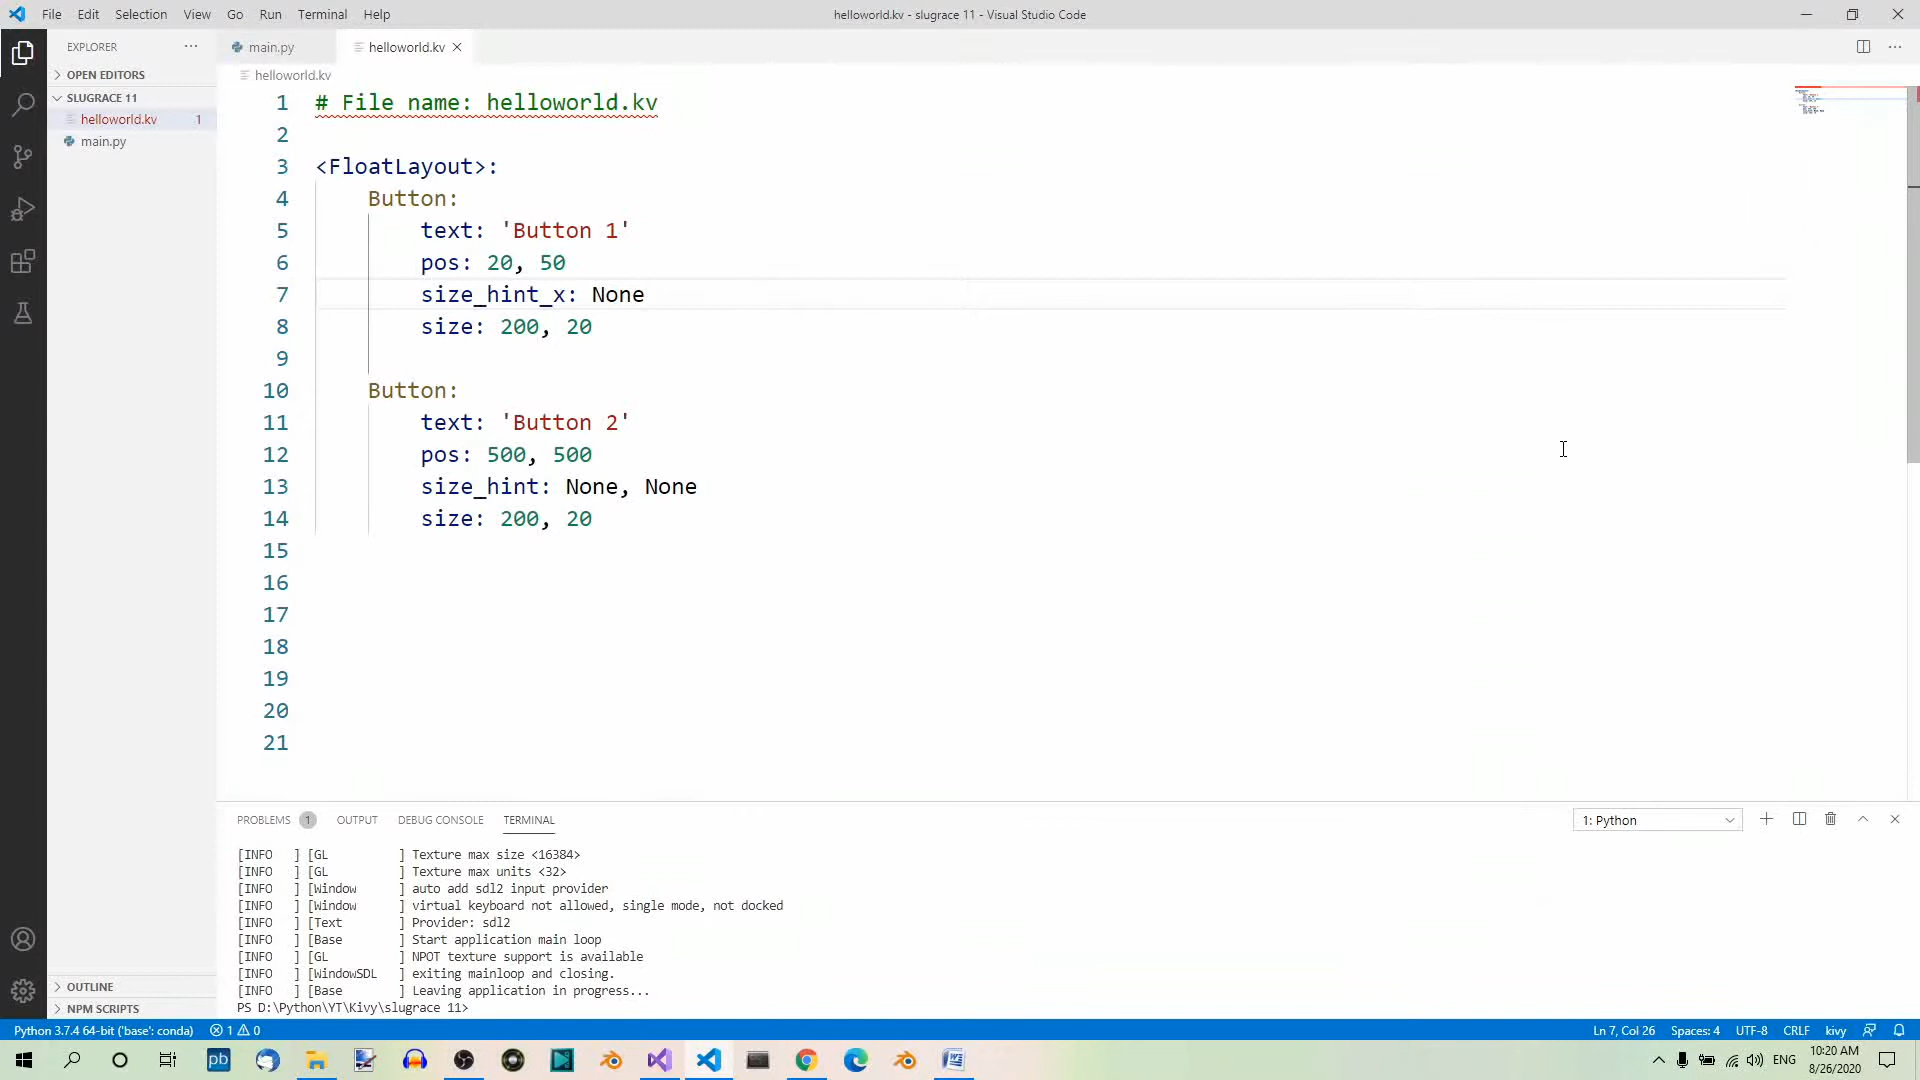 File Edit Selection View Go Run Terminal Help
helloworld.kv - slugrace 11 - Visual Studio Code
EXPLORER
OPEN EDITORS
SLUGRACE 11
helloworld.kv 1
main.py
OUTLINE
NPM SCRIPTS
main.py helloworld.kv
helloworld.kv
1 # File name: helloworld.kv
2
3 <FloatLayout>:
4 Button:
5 text: 'Button 1'
6 pos: 20, 50
7 size_hint_x: None
8 size: 200, 20
9
10 Button:
11 text: 'Button 2'
12 pos: 500, 500
13 size_hint: None, None
14 size: 200, 20
15
16
17
18
19
20
21
PROBLEMS 1 OUTPUT DEBUG CONSOLE TERMINAL 1: Python
[INFO ] [GL ] Texture max size <16384>
[INFO ] [GL ] Texture max units <32>
[INFO ] [Window ] auto add sdl2 input provider
[INFO ] [Window ] virtual keyboard not allowed, single mode, not docked
[INFO ] [Text ] Provider: sdl2
[INFO ] [Base ] Start application main loop
[INFO ] [GL ] NPOT texture support is available
[INFO ] [WindowSDL ] exiting mainloop and closing.
[INFO ] [Base ] Leaving application in progress...
PS D:\Python\YT\Kivy\slugrace 11>
Python 3.7.4 64-bit ('base': conda) 1 0 Ln 7, Col 26 Spaces: 4 UTF-8 CRLF kivy
pb
ENG
10:20 AM
8/26/2020